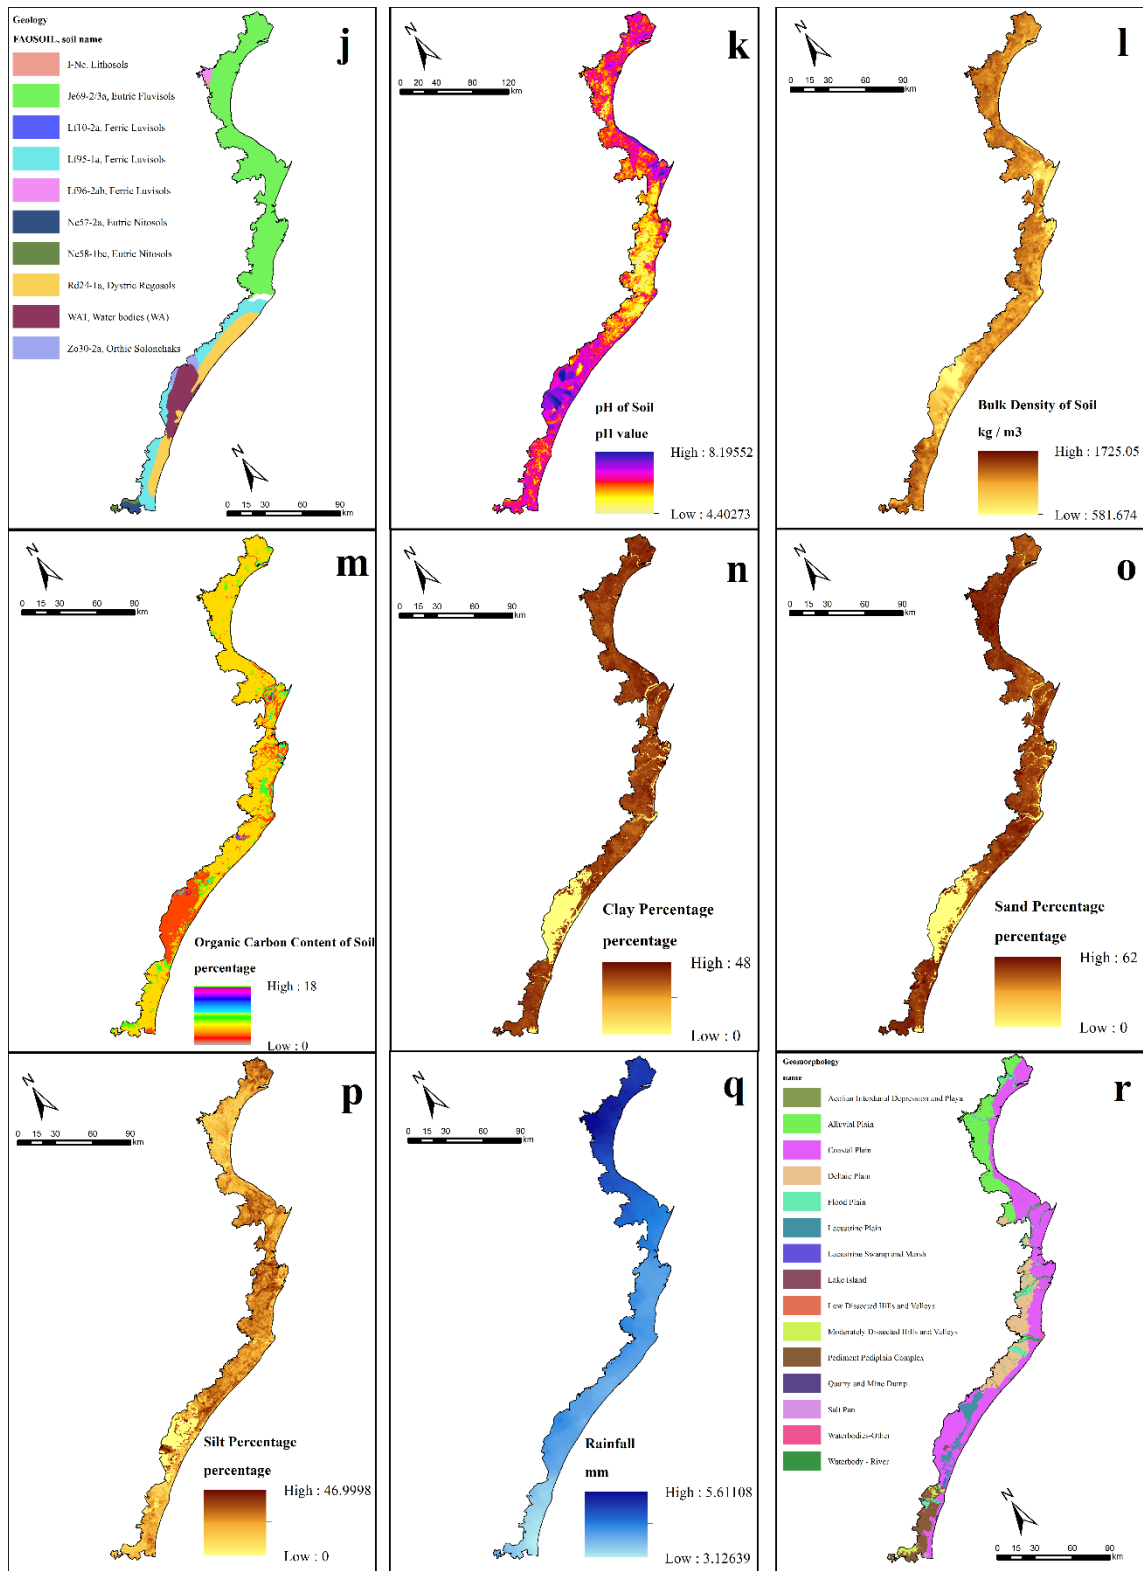 Geology
FAOSOIL, soil name
I-Nc, Lithosols
Je69-2/3a, Eutric Fluvisols
Lf10-2a, Ferric Luvisols
Lf95-1a, Ferric Luvisols
Lf96-2ab, Ferric Luvisols
Ne57-2a, Eutric Nitosols
Ne58-1bc, Eutric Nitosols
Rd24-1a, Dystric Regosols
WAT, Water bodies (WA)
Zo30-2a, Orthic Solonchaks
j
N
0 15 30 60 90
km
k
N
0 20 40 80 120
km
pH of Soil
pH value
High : 8.19552
Low : 4.40273
l
N
0 15 30 60 90
km
Bulk Density of Soil
kg / m3
High : 1725.05
Low : 581.674
m
N
0 15 30 60 90
km
Organic Carbon Content of Soil
percentage
High : 18
Low : 0
n
N
0 15 30 60 90
km
Clay Percentage
percentage
High : 48
Low : 0
o
N
0 15 30 60 90
km
Sand Percentage
percentage
High : 62
Low : 0
p
N
0 15 30 60 90
km
Silt Percentage
percentage
High : 46.9998
Low : 0
q
N
0 15 30 60 90
km
Rainfall
mm
High : 5.61108
Low : 3.12639
Geomorphology
name
Aeolian Interdunal Depression and Playa
Alluvial Plain
Coastal Plain
Deltaic Plain
Flood Plain
Lacustrine Plain
Lacustrine Swamp and Marsh
Lake Island
Low Dissected Hills and Valleys
Moderately Dissected Hills and Valleys
Pediment Pediplain Complex
Quarry and Mine Dump
Salt Pan
Waterbodies-Other
Waterbody - River
r
N
0 15 30 60 90
km